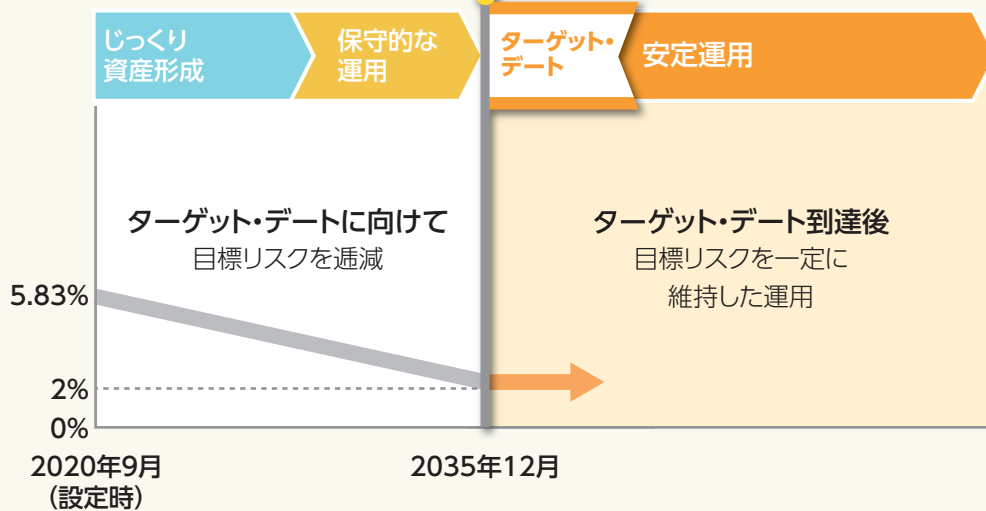 じっくり
資産形成
保守的な
運用
ターゲット・
デート
安定運用
ターゲット・デートに向けて
目標リスクを逓減
ターゲット・デート到達後
目標リスクを一定に
維持した運用
5.83%
2%
0%
2020年9月
(設定時)
2035年12月